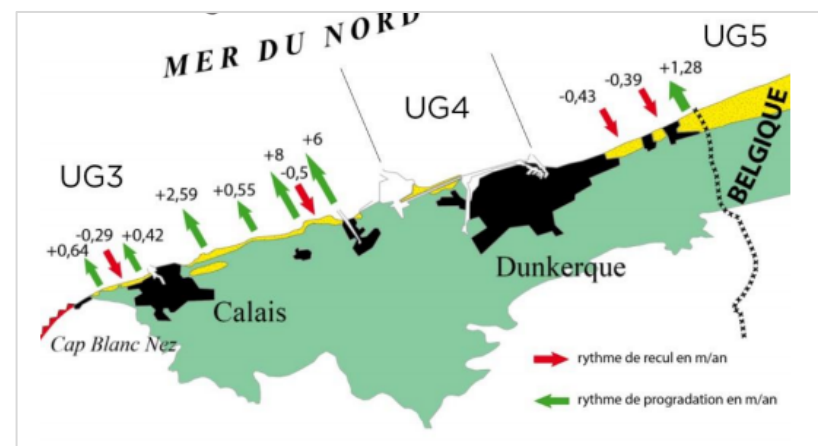 MER DU NORD
UG5
UG4
UG3
+1,28
-0,39
-0,43
+6
+8
-0,5
+0,55
+2,59
+0,42
-0,29
+0,64
BELGIQUE
Dunkerque
Calais
Cap Blanc Nez
rythme de recul en m/an
rythme de progradation en m/an